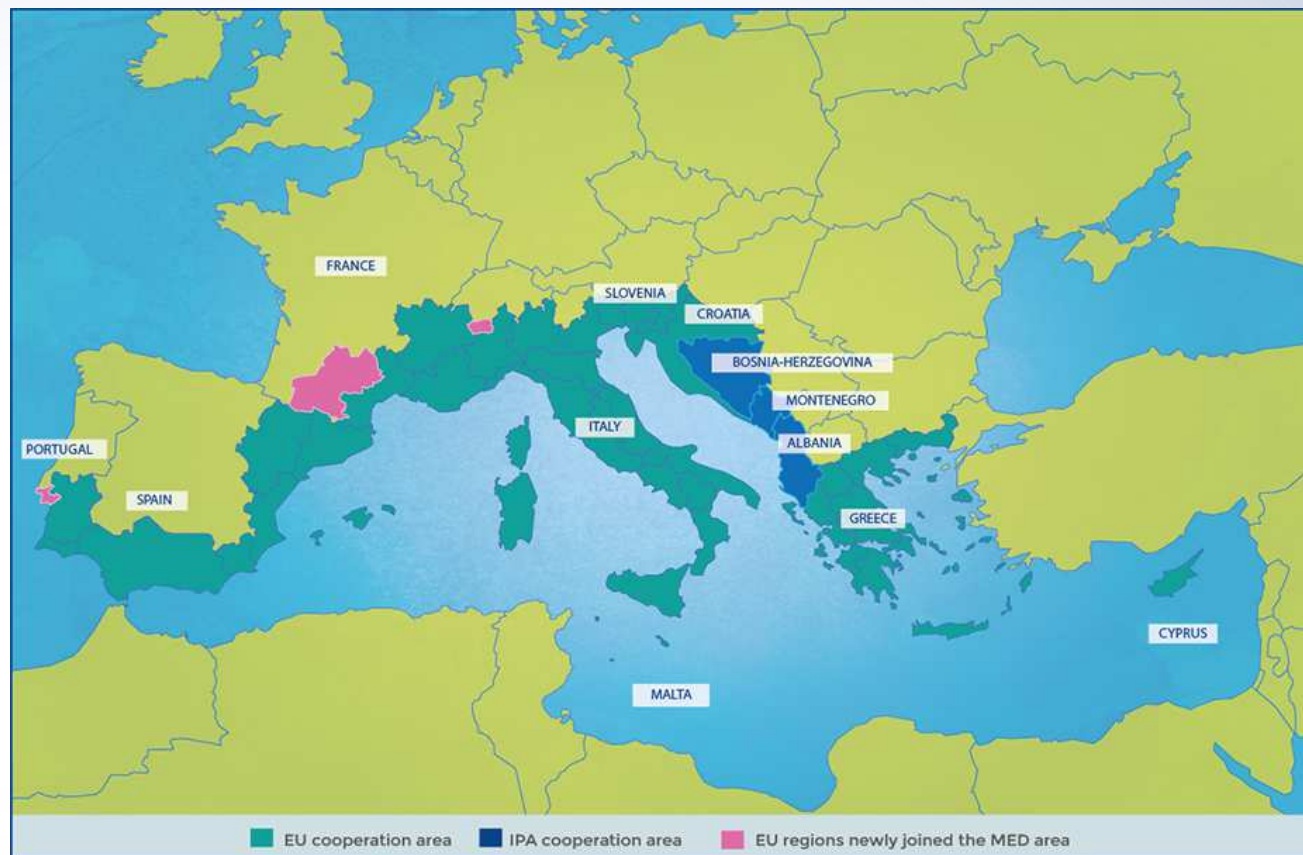 FRANCE
SLOVENIA
CROATIA
BOSNIA-HERZEGOVINA
MONTENEGRO
ITALY
ALBANIA
PORTUGAL
SPAIN
GREECE
CYPRUS
MALTA
EU cooperation area IPA cooperation area EU regions newly joined the MED area